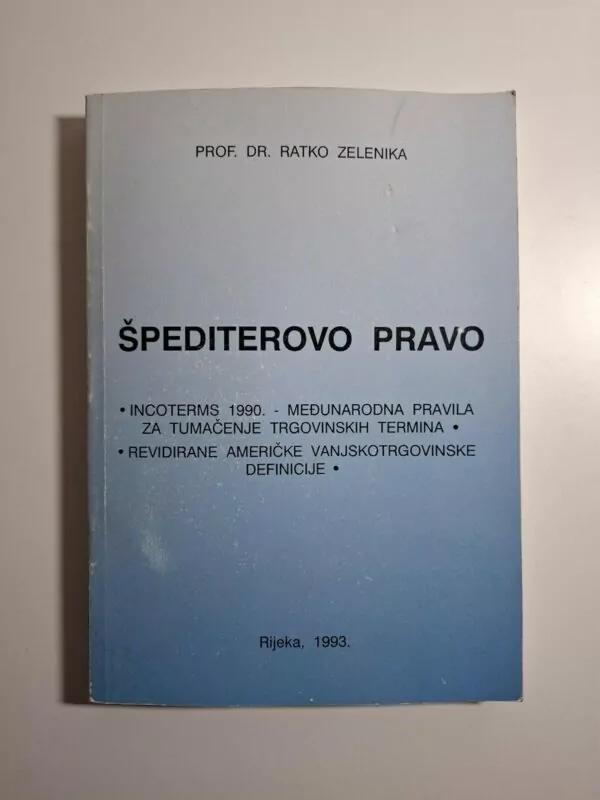 PROF. DR. RATKO ZELENIKA
ŠPEDITEROVO PRAVO
• INCOTERMS 1990. - MEĐUNARODNA PRAVILA
ZA TUMAČENJE TRGOVINSKIH TERMINA •
• REVIDIRANE AMERIČKE VANJSKOTRGOVINSKE
DEFINICIJE •
Rijeka, 1993.